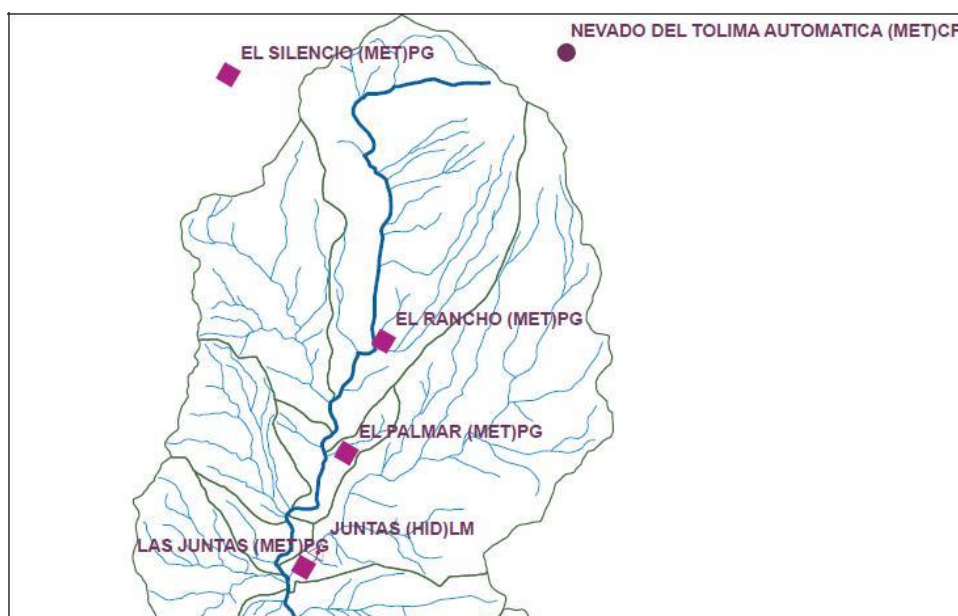 NEVADO DEL TOLIMA AUTOMATICA (MET)CP
EL SILENCIO (MET)PG
EL RANCHO (MET)PG
EL PALMAR (MET)PG
JUNTAS (HID)LM
LAS JUNTAS (MET)PG